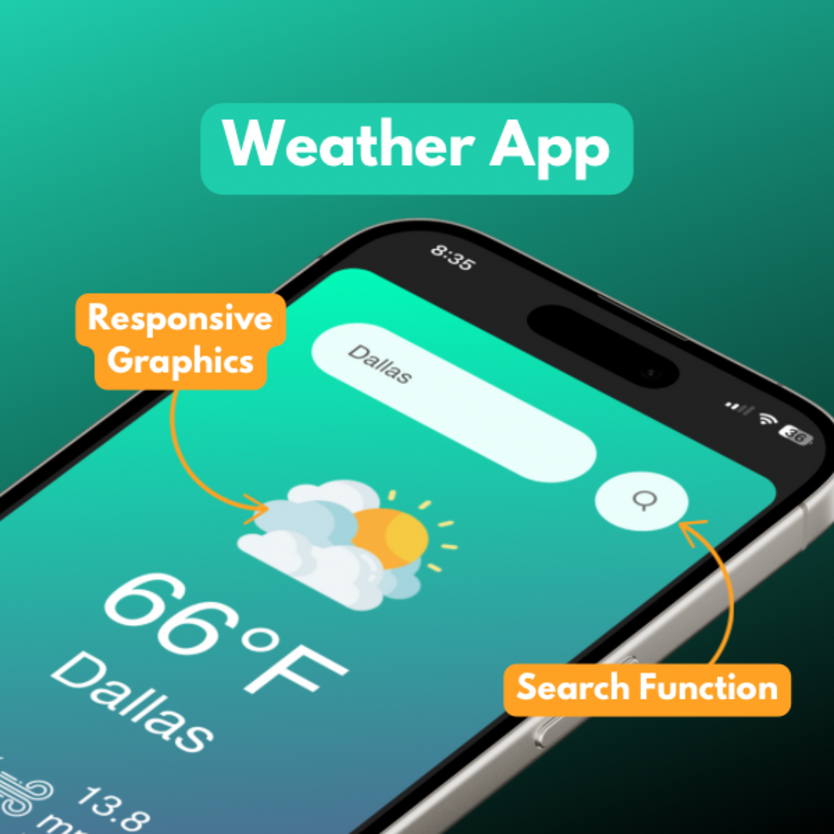 Weather App
8:35
36
Responsive
Graphics
Dallas
66°F
Dallas
Search Function
13.8